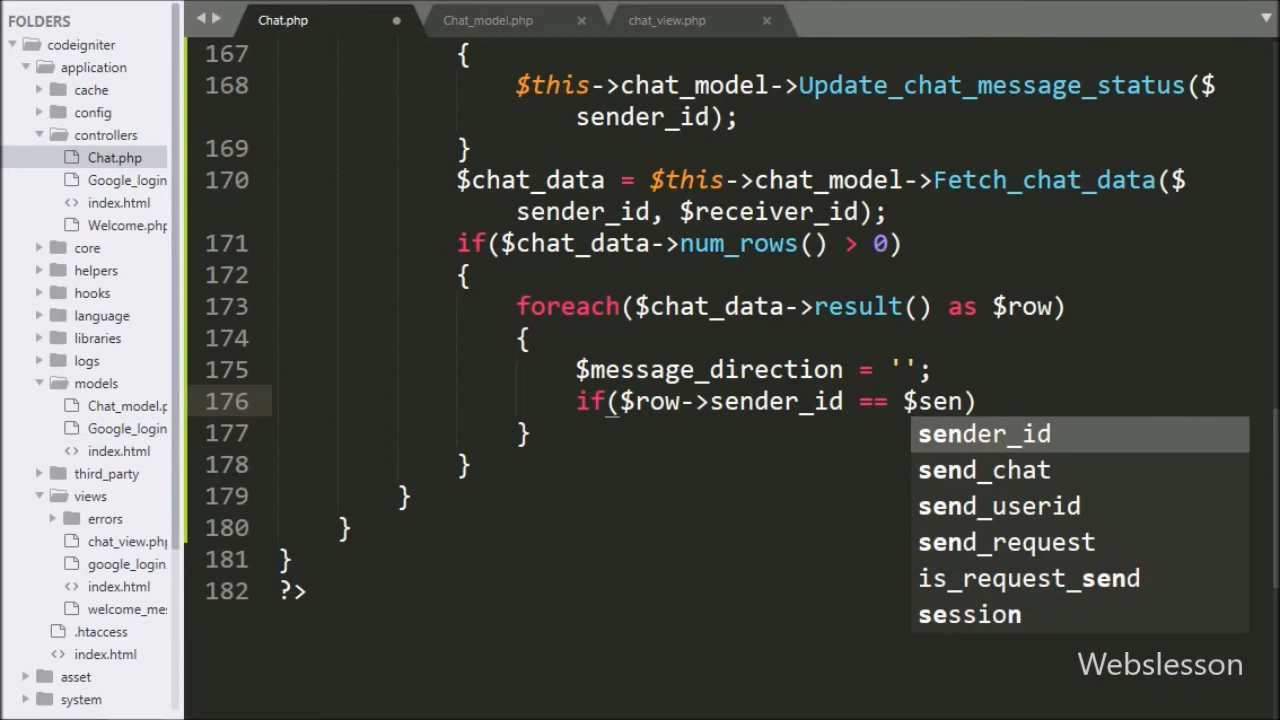 FOLDERS
codeigniter
application
cache
config
controllers
Chat.php
Google_login
index.html
Welcome.php
core
helpers
hooks
language
libraries
logs
models
Chat_model.p
Google_login
index.html
third_party
views
errors
chat_view.php
google_login.
index.html
welcome_mes
.htaccess
index.html
asset
system
Chat.php
Chat_model.php
chat_view.php
167 {
168 $this->chat_model->Update_chat_message_status($
sender_id);
169 }
170 $chat_data = $this->chat_model->Fetch_chat_data($
sender_id, $receiver_id);
171 if($chat_data->num_rows() > 0)
172 {
173 foreach($chat_data->result() as $row)
174 {
175 $message_direction = '';
176 if($row->sender_id == $sen)
177 }
178 }
179 }
180 }
181 }
182 ?>
sender_id
send_chat
send_userid
send_request
is_request_send
session
Webslesson